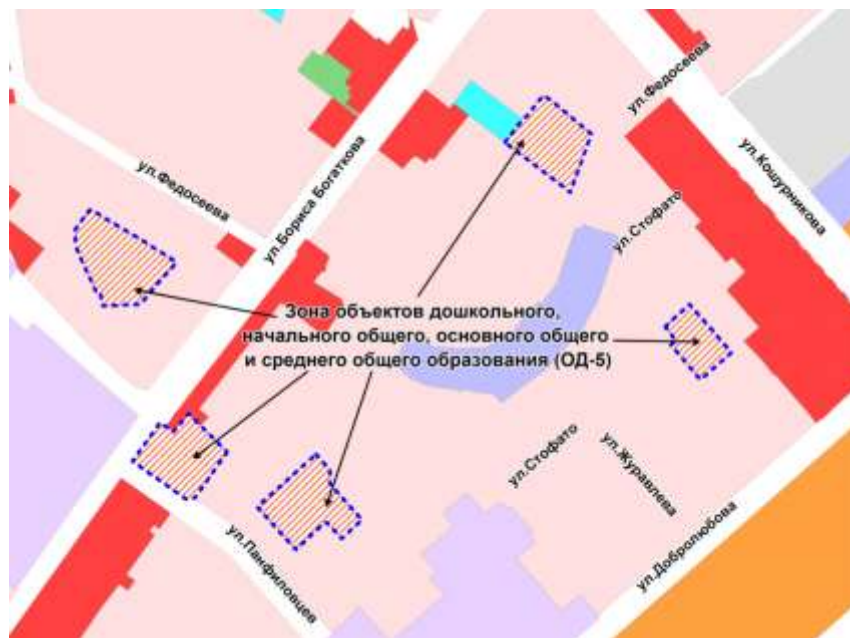 ул.Федосеева
ул.Кошурникова
ул.Бориса Богаткова
ул.Федосеева
ул.Стофато
Зона объектов дошкольного,
начального общего, основного общего
и среднего общего образования (ОД-5)
ул.Стофато
ул.Журавлева
ул.Панфиловцев
ул.Добролюбова